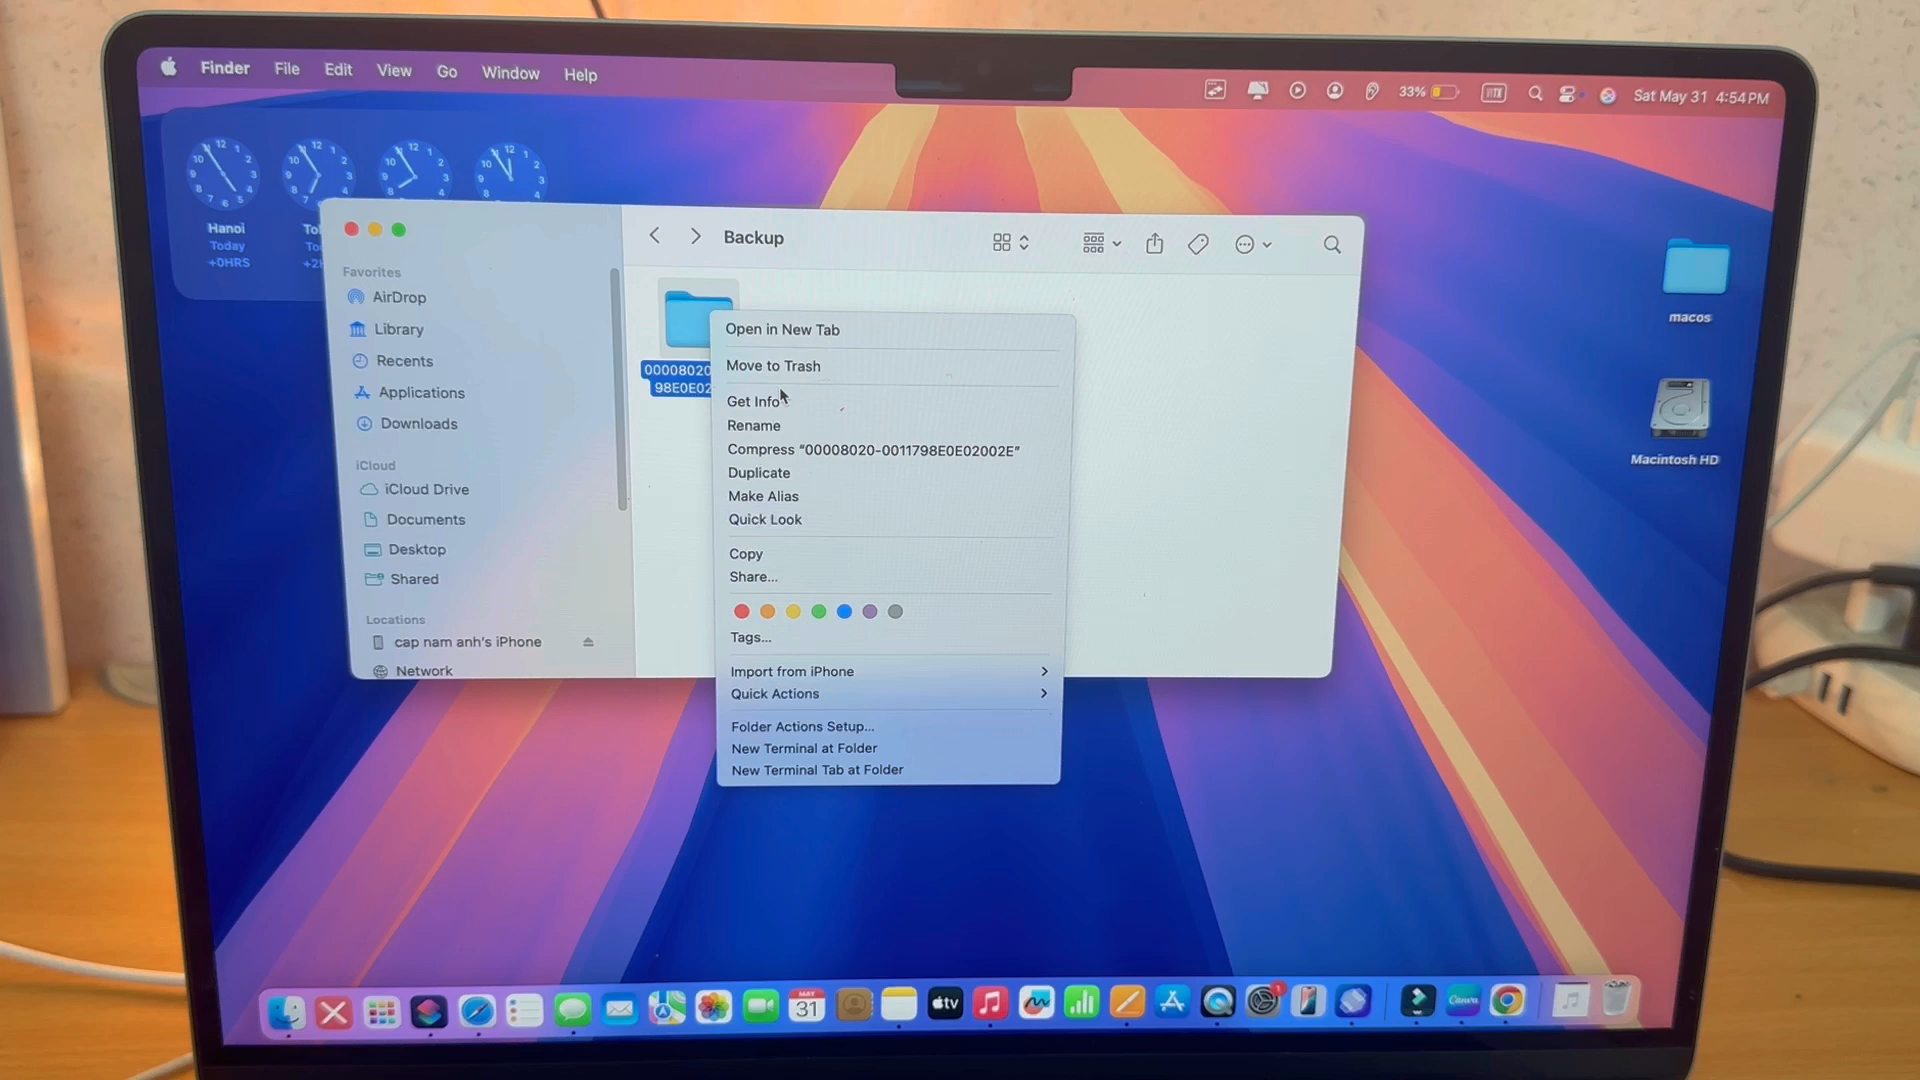 Finder File Edit View Go Window Help
33% Sat May 31 4:54 PM
Hanoi
Today
+0HRS
Backup
Favorites
AirDrop
Library
Recents
Applications
Downloads
iCloud
iCloud Drive
Documents
Desktop
Shared
Locations
cap nam anh's iPhone
Network
00008020
98E0E02
Open in New Tab
Move to Trash
Get Info
Rename
Compress “00008020-0011798E0E02002E”
Duplicate
Make Alias
Quick Look
Copy
Share...
Tags...
Import from iPhone
Quick Actions
Folder Actions Setup...
New Terminal at Folder
New Terminal Tab at Folder
macos
Macintosh HD
MAY
31
tv
1
Canva